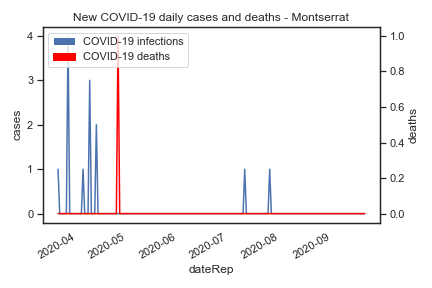 New COVID-19 daily cases and deaths - Montserrat
COVID-19 infections
COVID-19 deaths
cases
4
3
2
1
0
deaths
1.0
0.8
0.6
0.4
0.2
0.0
2020-04
2020-05
2020-06
2020-07
2020-08
2020-09
dateRep